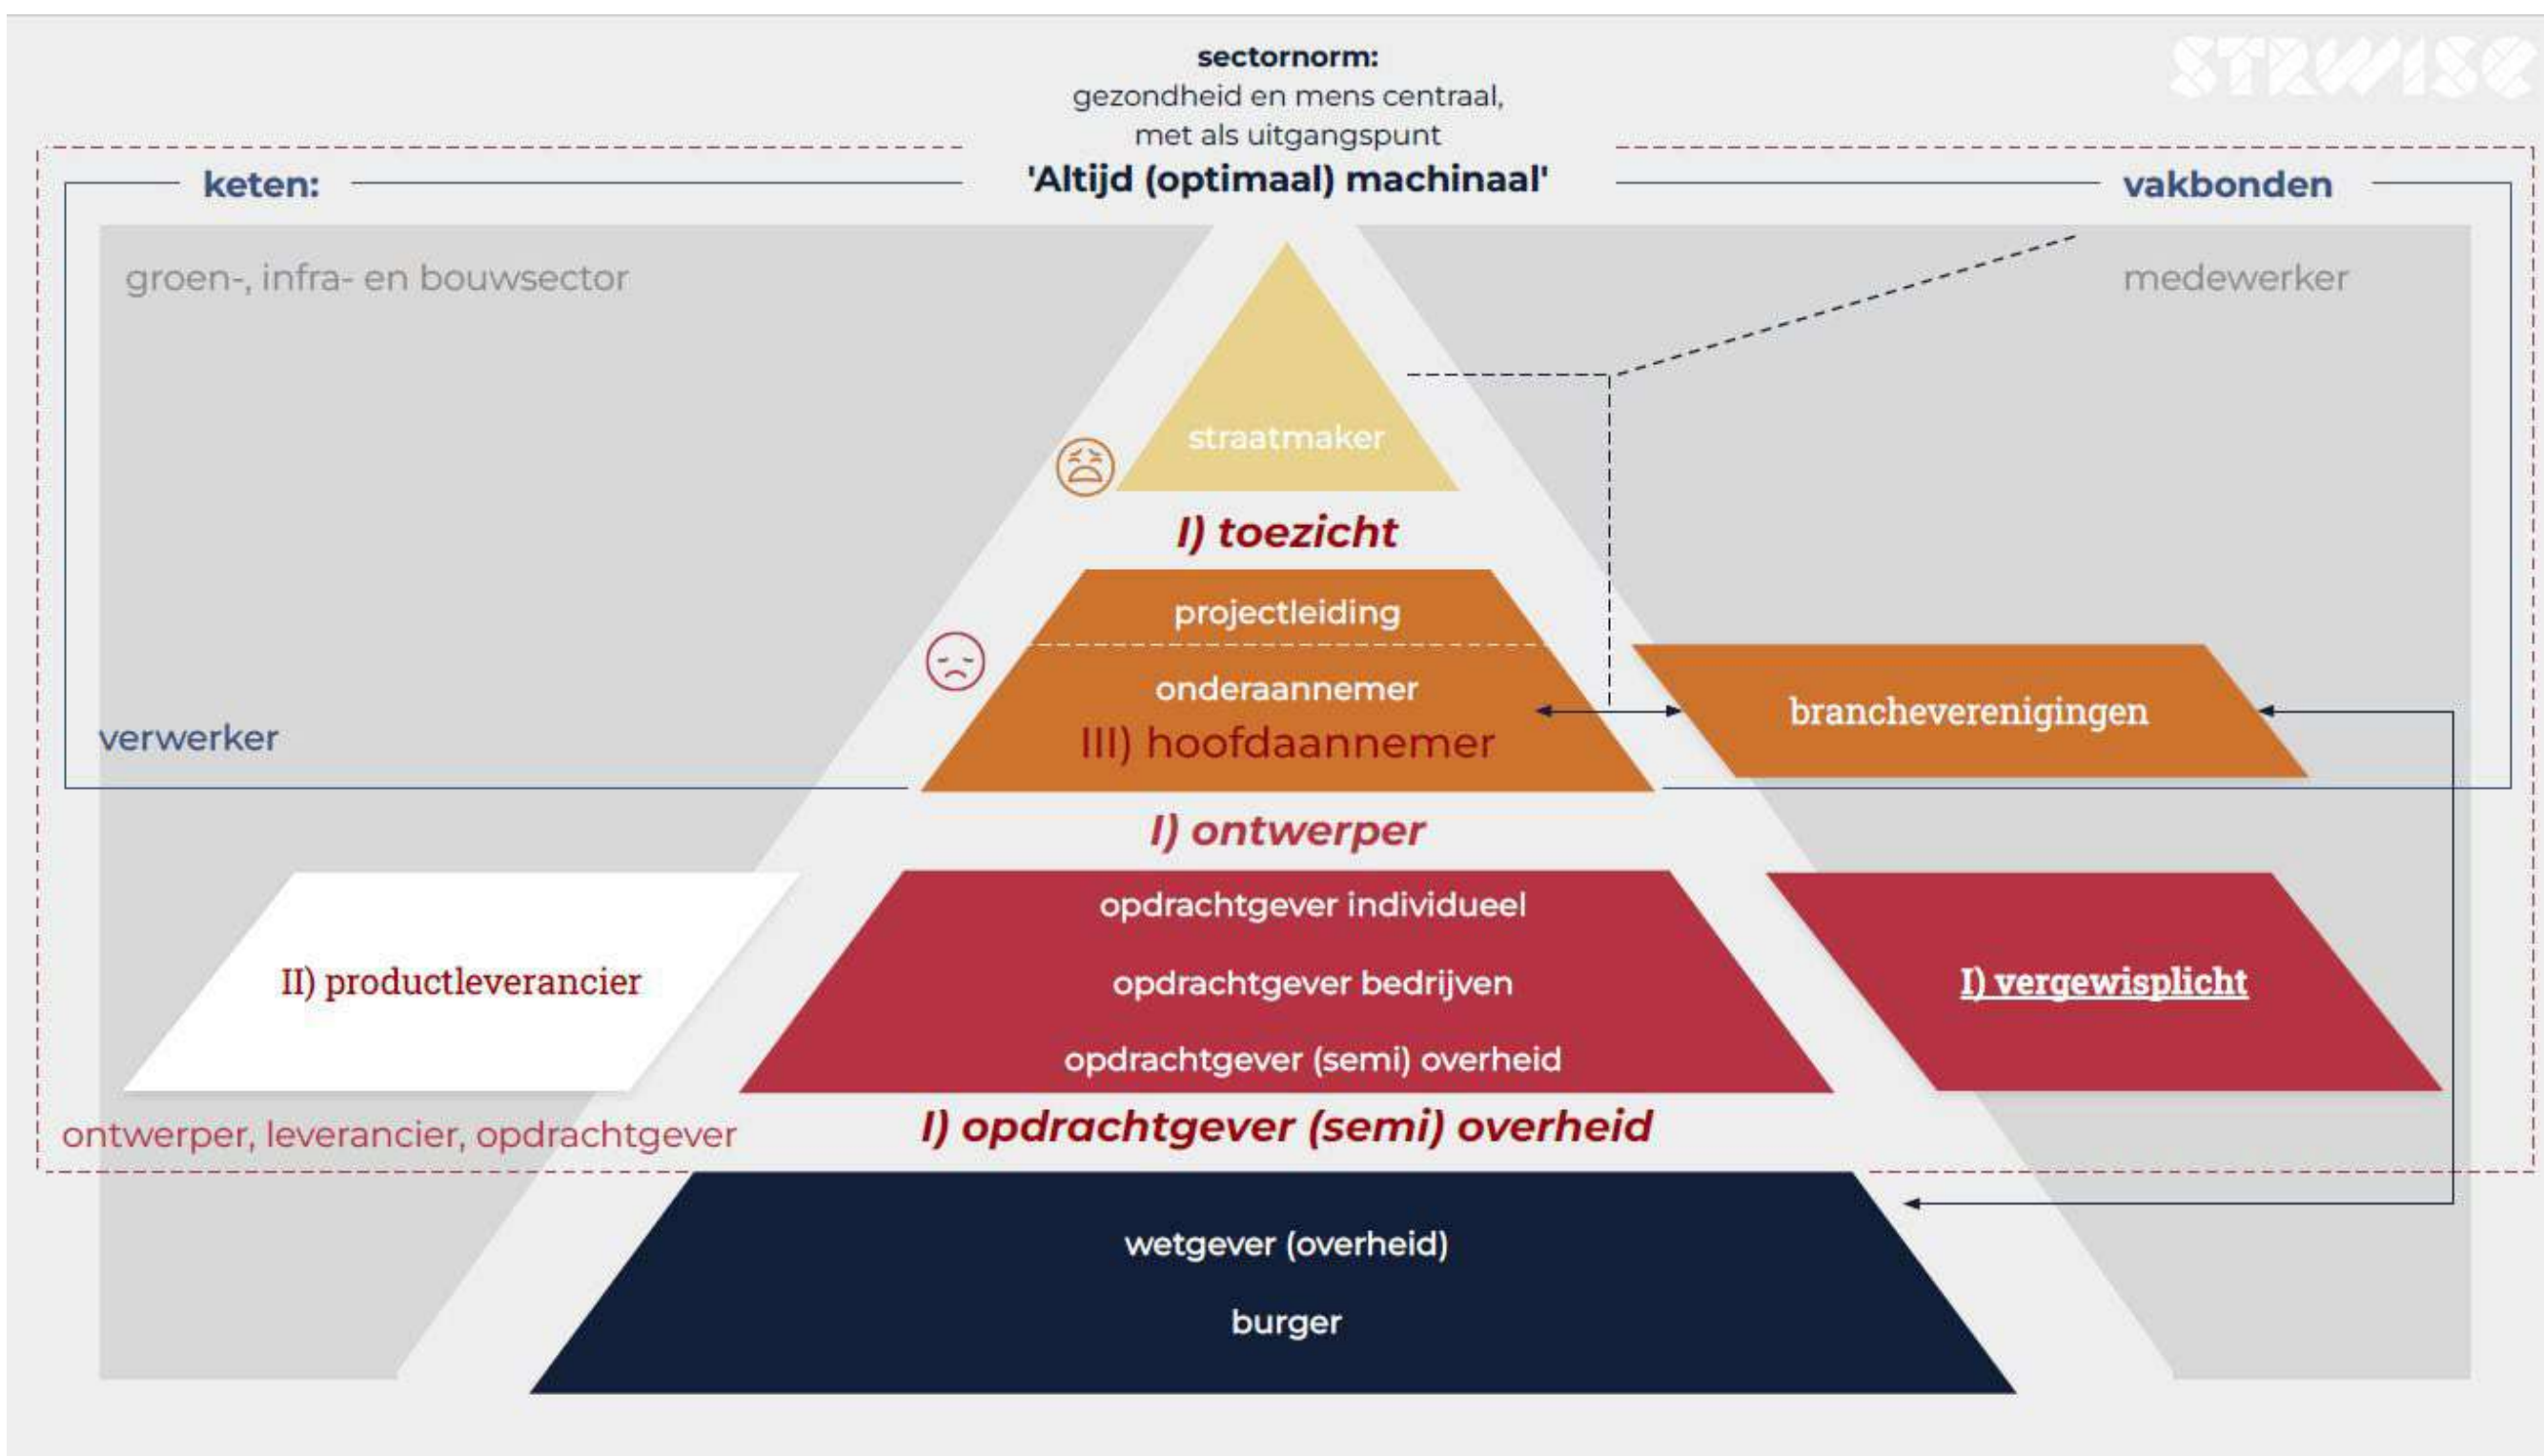 STRWISE
sectornorm:
gezondheid en mens centraal,
met als uitgangspunt
'Altijd (optimaal) machinaal'
keten:
vakbonden
groen-, infra- en bouwsector
medewerker
straatmaker
I) toezicht
projectleiding
onderaannemer
III) hoofdaannemer
brancheverenigingen
verwerker
I) ontwerper
opdrachtgever individueel
opdrachtgever bedrijven
opdrachtgever (semi) overheid
II) productleverancier
I) vergewisplicht
ontwerper, leverancier, opdrachtgever
I) opdrachtgever (semi) overheid
wetgever (overheid)
burger